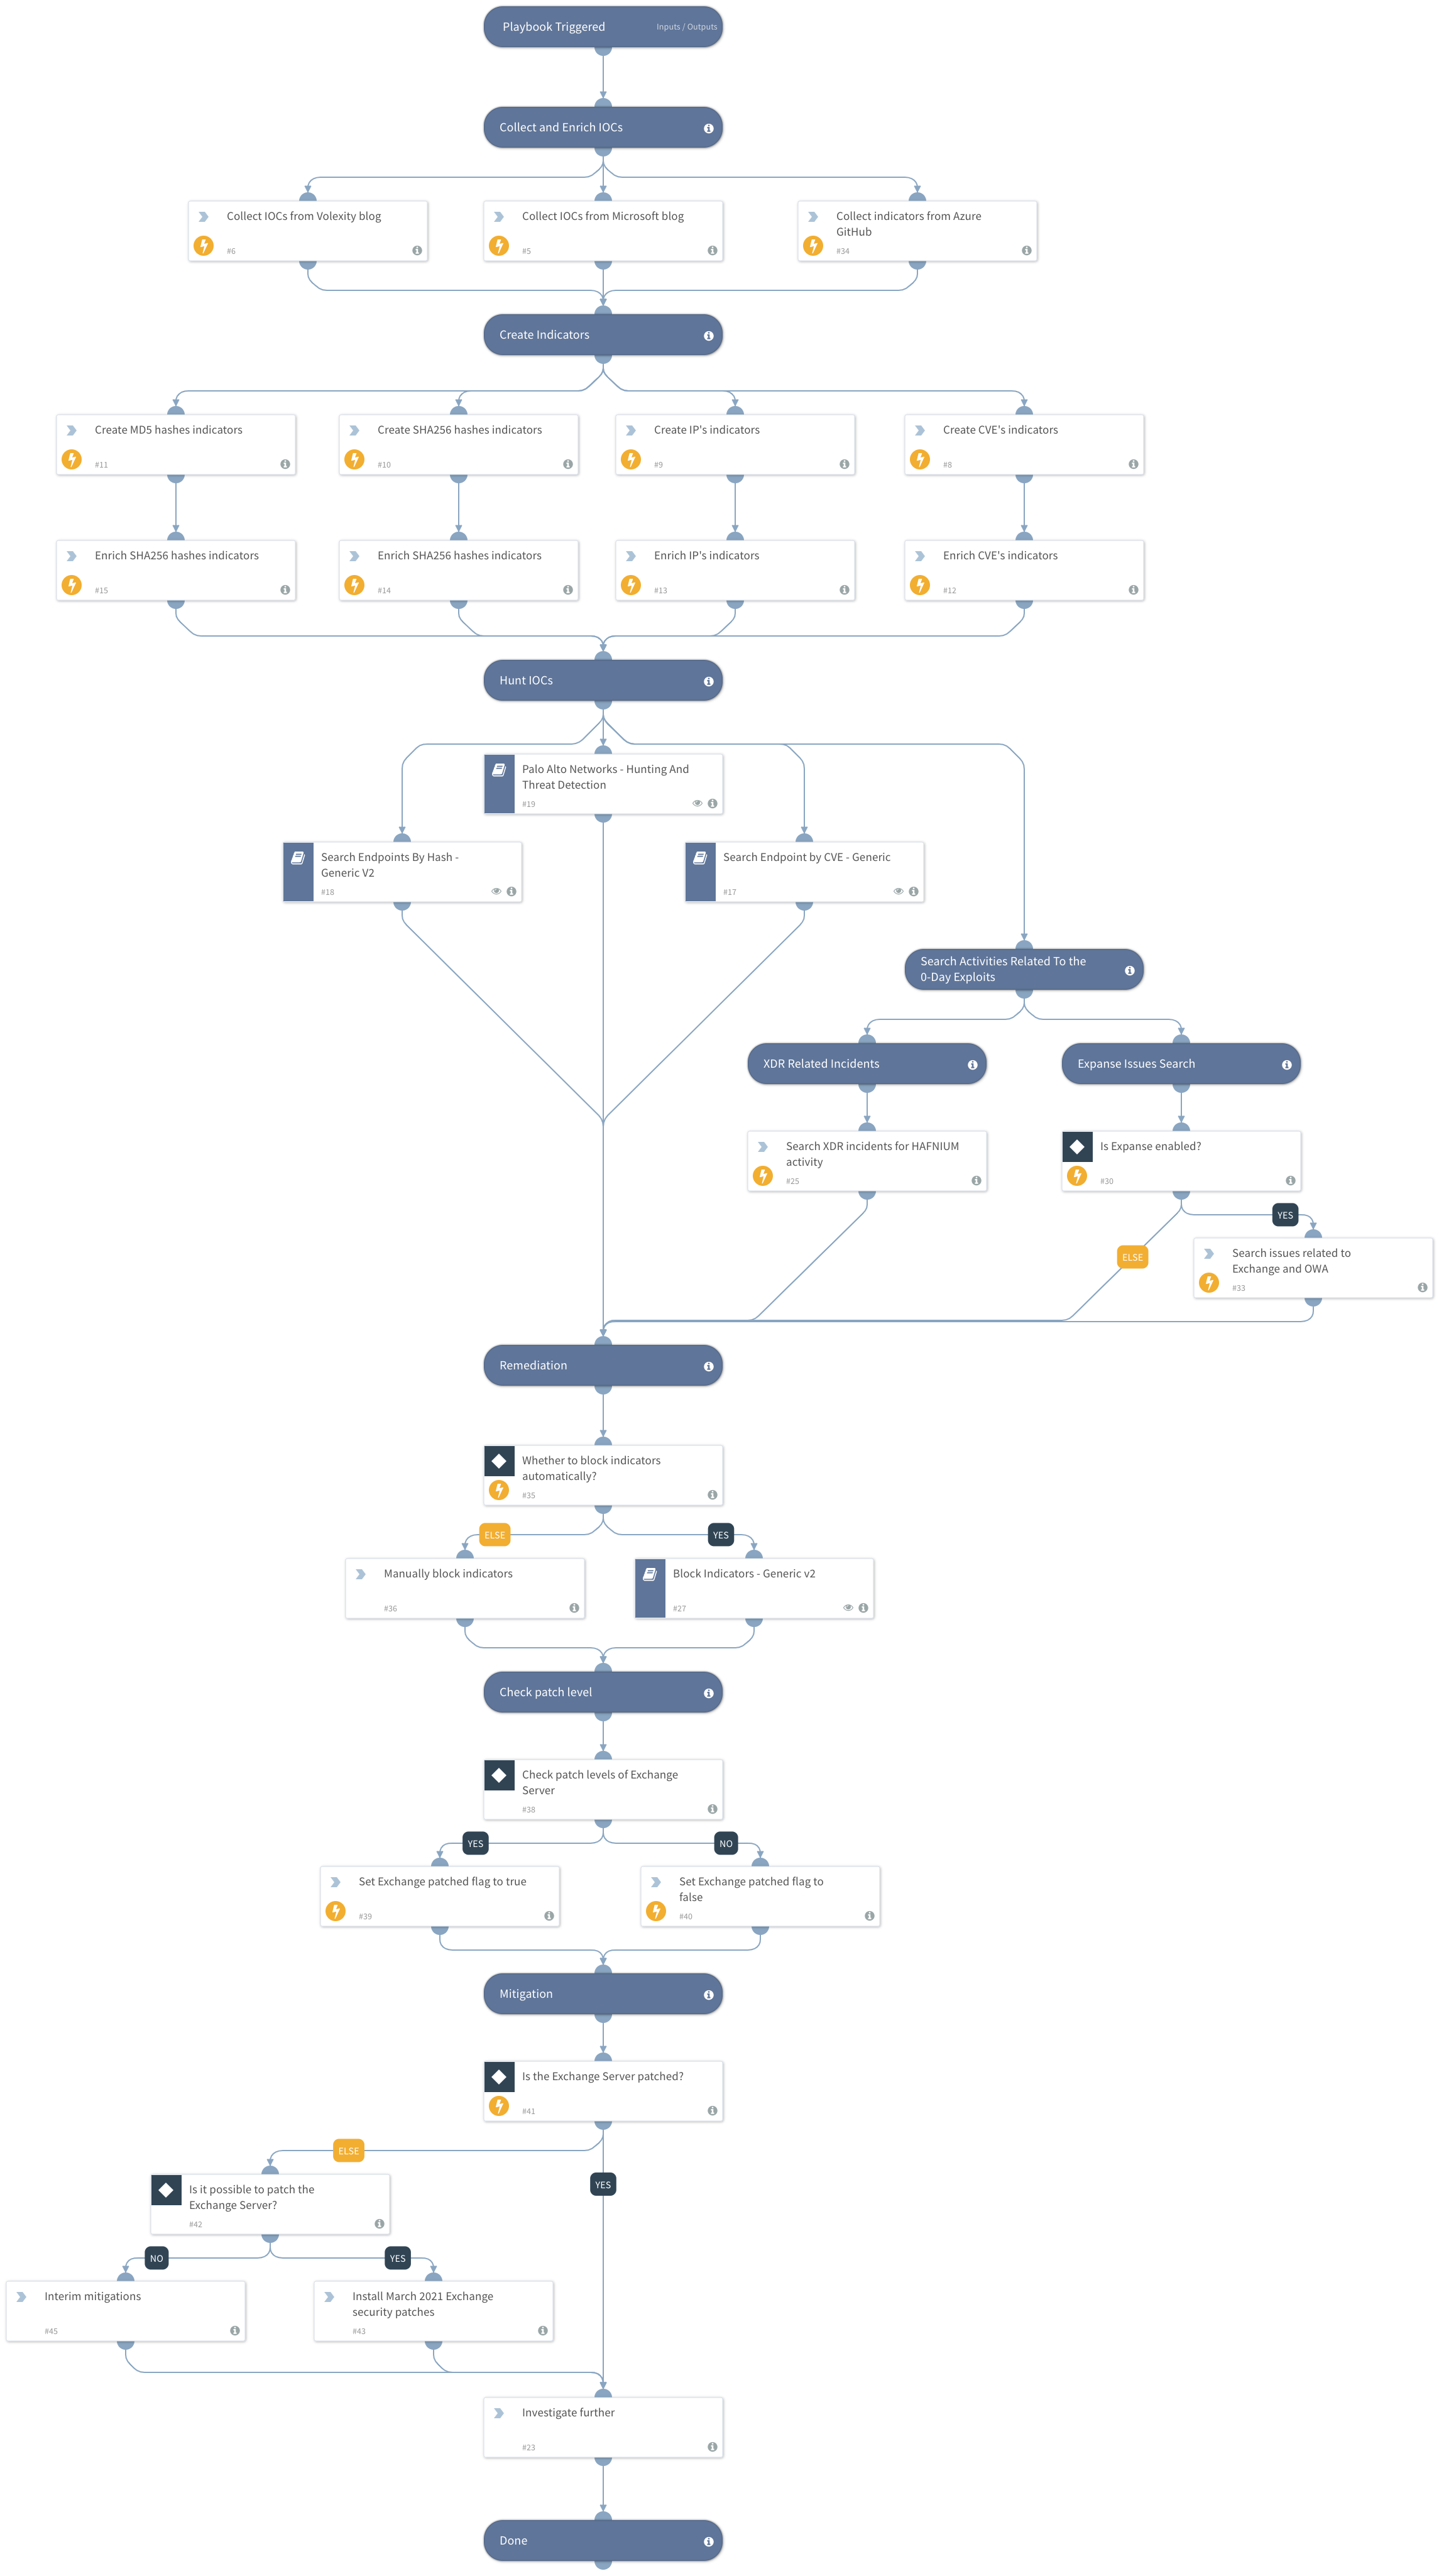 Playbook Triggered
Inputs / Outputs
Collect and Enrich IOCs
Collect IOCs from Volexity blog
#6
Collect IOCs from Microsoft blog
#5
Collect indicators from Azure
GitHub
#34
Create Indicators
Create MD5 hashes indicators
#11
Create SHA256 hashes indicators
#10
Create IP's indicators
#9
Create CVE's indicators
#8
Enrich SHA256 hashes indicators
#15
Enrich SHA256 hashes indicators
#14
Enrich IP's indicators
#13
Enrich CVE's indicators
#12
Hunt IOCs
Palo Alto Networks - Hunting And
Threat Detection
#19
Search Endpoints By Hash -
Generic V2
#18
Search Endpoint by CVE - Generic
#17
Search Activities Related To the
0-Day Exploits
XDR Related Incidents
Expanse Issues Search
Search XDR incidents for HAFNIUM
activity
#25
Is Expanse enabled?
#30
YES
ELSE
Search issues related to
Exchange and OWA
#33
Remediation
Whether to block indicators
automatically?
#35
ELSE
YES
Manually block indicators
#36
Block Indicators - Generic v2
#27
Check patch level
Check patch levels of Exchange
Server
#38
YES
NO
Set Exchange patched flag to true
#39
Set Exchange patched flag to
false
#40
Mitigation
Is the Exchange Server patched?
#41
ELSE
YES
Is it possible to patch the
Exchange Server?
#42
NO
YES
Interim mitigations
#45
Install March 2021 Exchange
security patches
#43
Investigate further
#23
Done